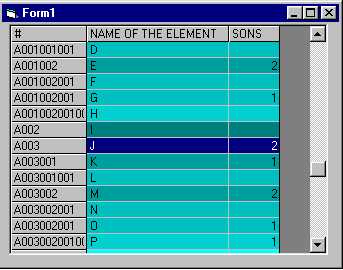 Form1
# NAME OF THE ELEMENT SONS
A001001001 D
A001002 E 2
A001002001 F
A001002001 G 1
A00100200100 H
A002 I
A003 J 2
A003001 K 1
A003001001 L
A003002 M 2
A003002001 N
A003002001 O 1
A00300200100 P 1